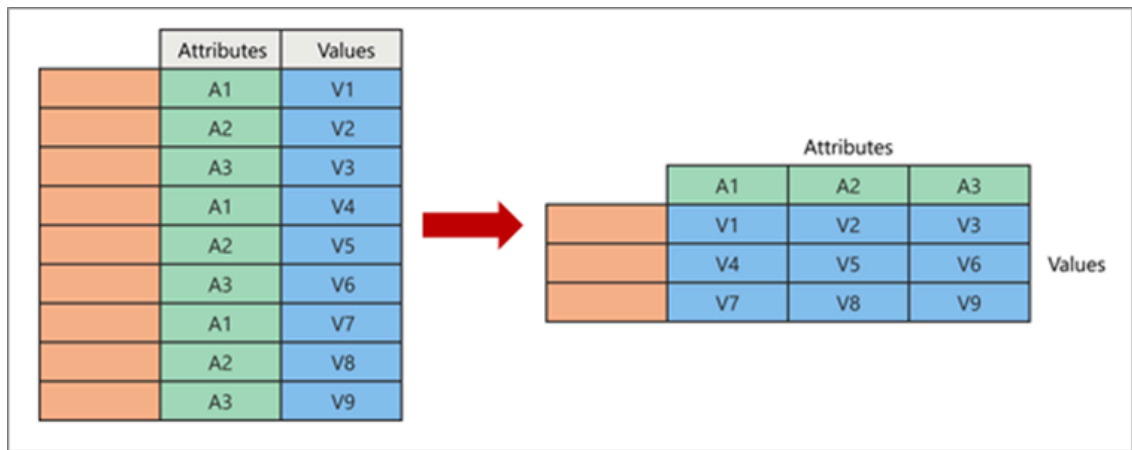 Attributes Values
A1 V1
A2 V2
A3 V3
A1 V4
A2 V5
A3 V6
A1 V7
A2 V8
A3 V9
Attributes
A1 A2 A3
V1 V2 V3
V4 V5 V6
Values
V7 V8 V9